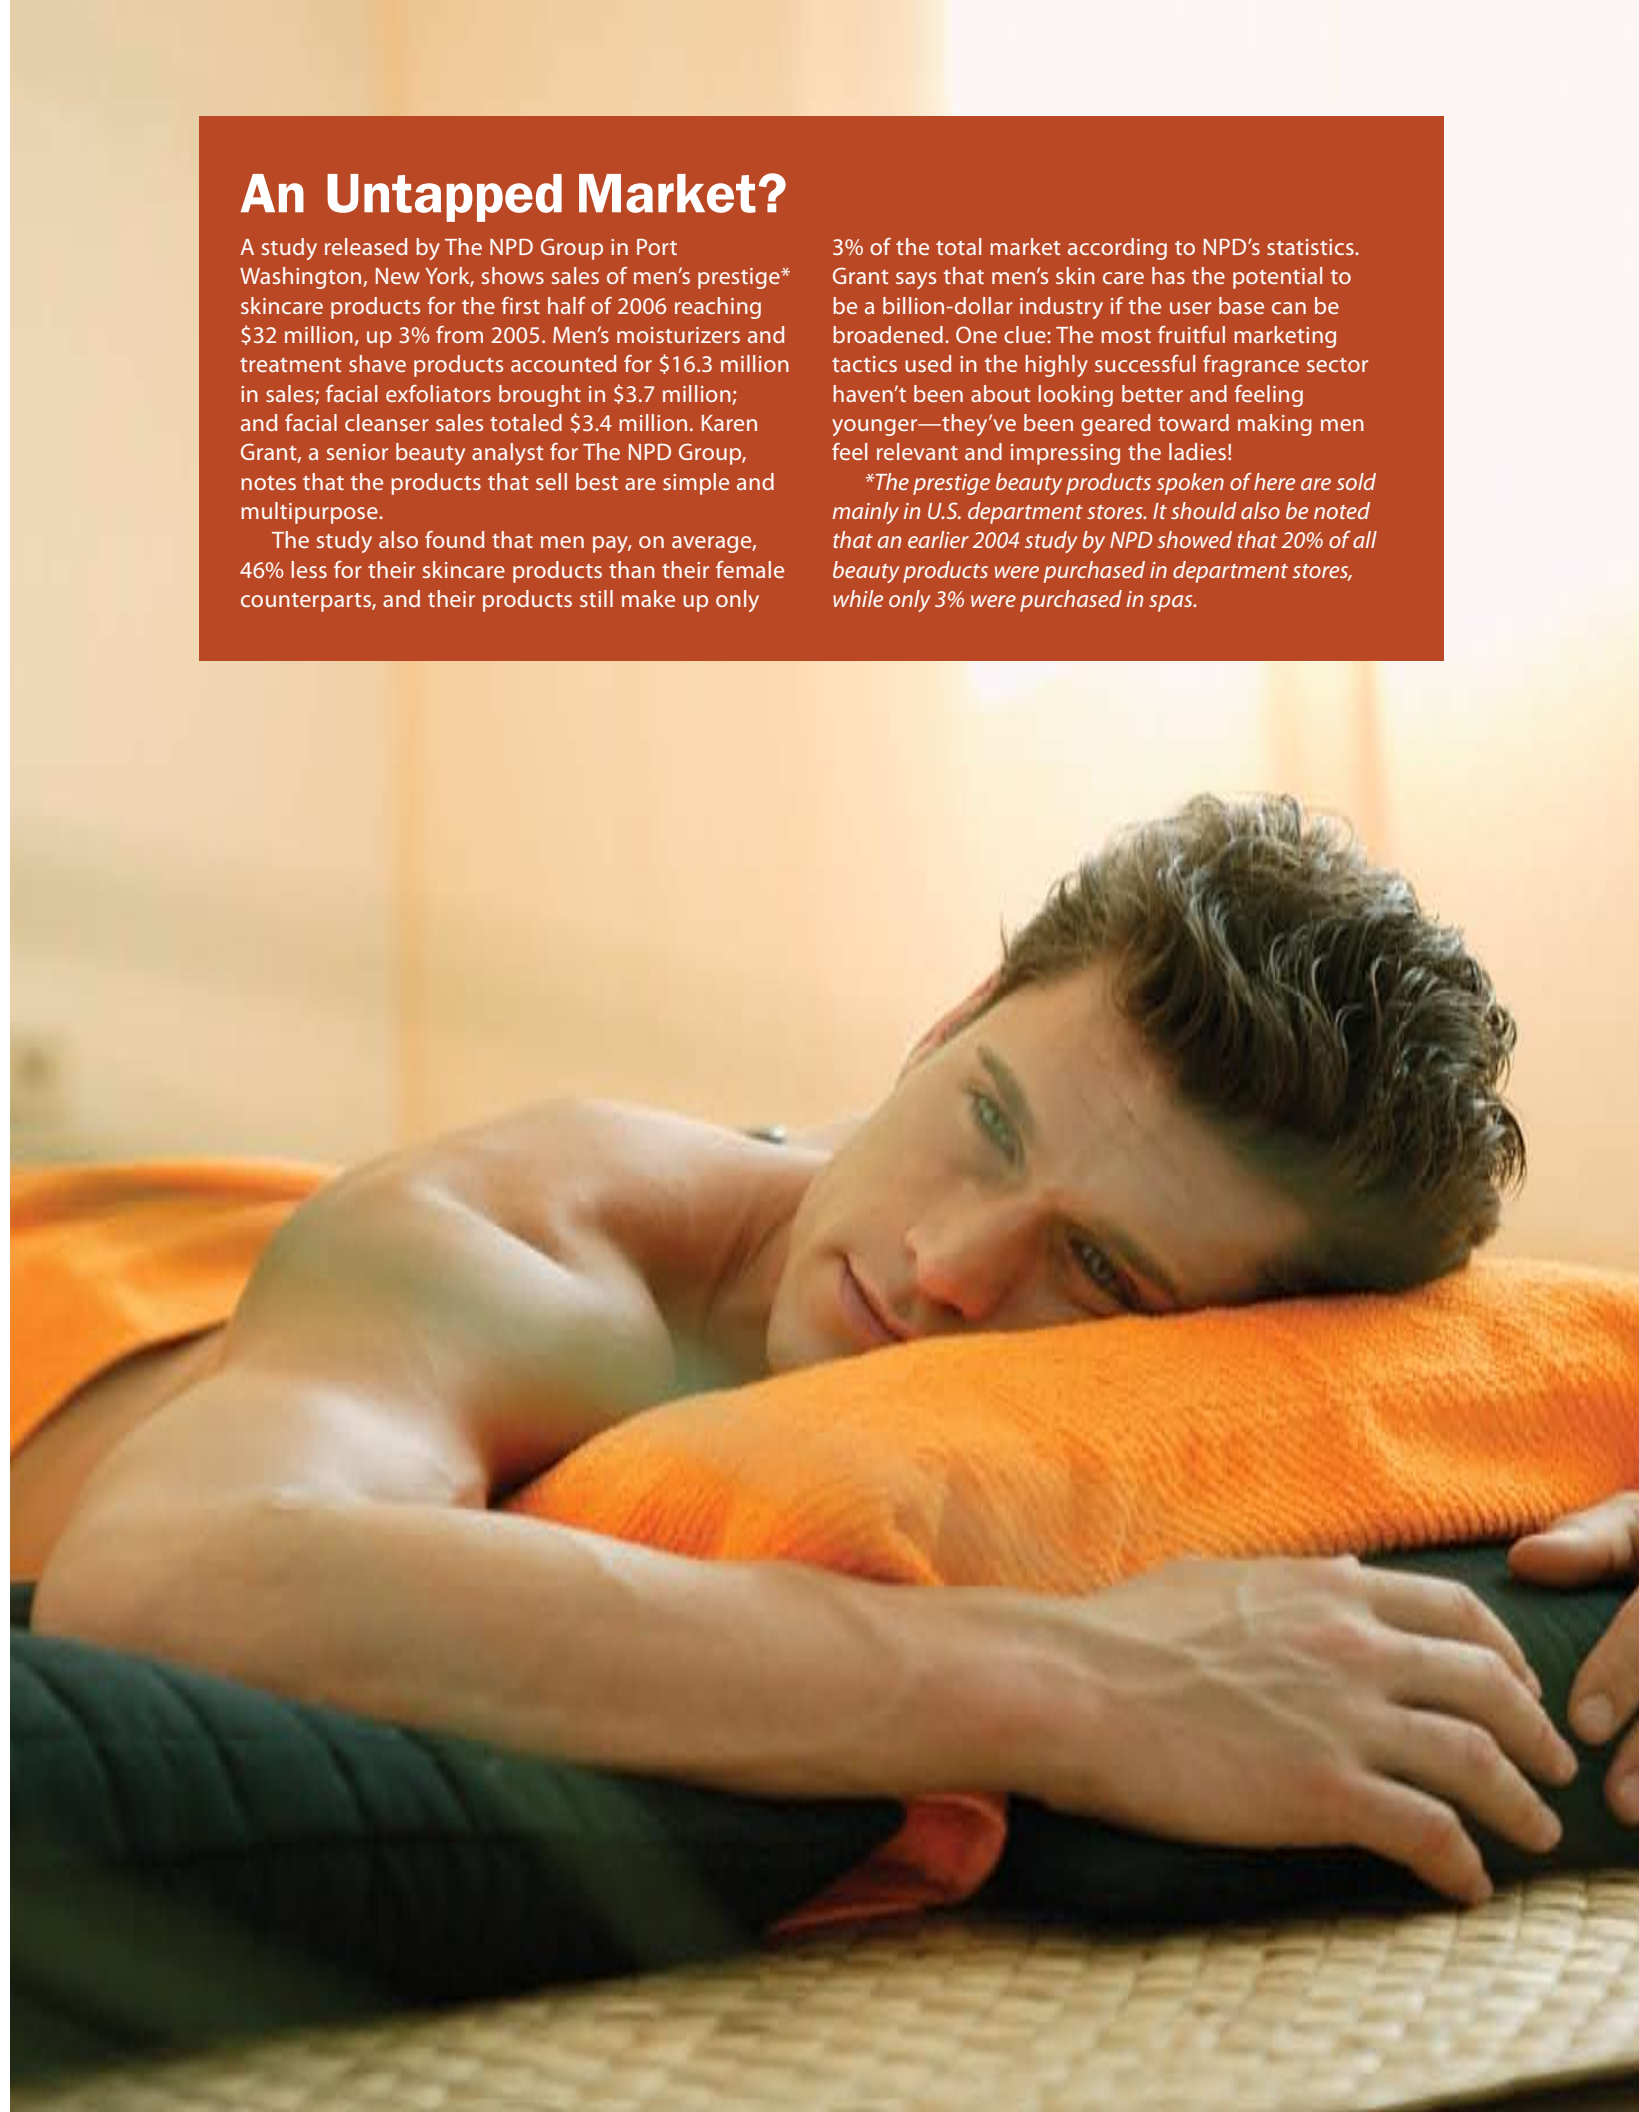 An Untapped Market?
A study released by The NPD Group in Port
Washington, New York, shows sales of men’s prestige*
skincare products for the first half of 2006 reaching
$32 million, up 3% from 2005. Men’s moisturizers and
treatment shave products accounted for $16.3 million
in sales; facial exfoliators brought in $3.7 million;
and facial cleanser sales totaled $3.4 million. Karen
Grant, a senior beauty analyst for The NPD Group,
notes that the products that sell best are simple and
multipurpose.
The study also found that men pay, on average,
46% less for their skincare products than their female
counterparts, and their products still make up only
3% of the total market according to NPD’s statistics.
Grant says that men’s skin care has the potential to
be a billion-dollar industry if the user base can be
broadened. One clue: The most fruitful marketing
tactics used in the highly successful fragrance sector
haven’t been about looking better and feeling
younger—they’ve been geared toward making men
feel relevant and impressing the ladies!
*The prestige beauty products spoken of here are sold
mainly in U.S. department stores. It should also be noted
that an earlier 2004 study by NPD showed that 20% of all
beauty products were purchased in department stores,
while only 3% were purchased in spas.